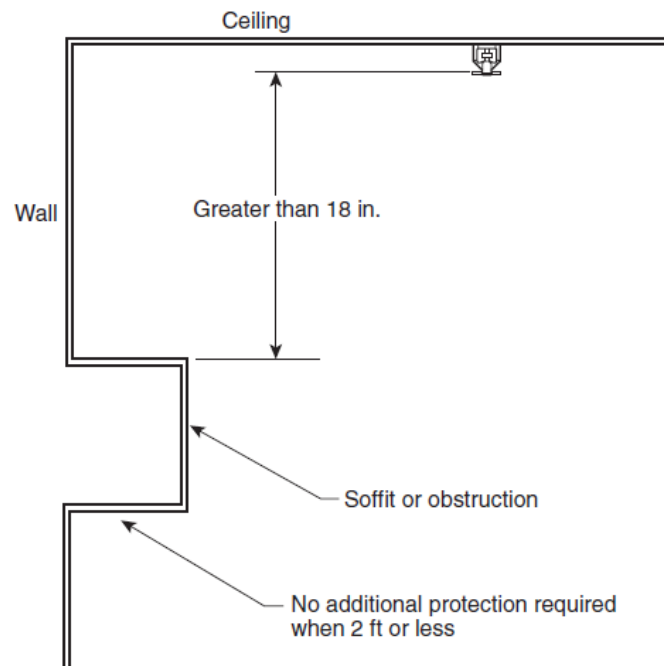 Ceiling
Wall
Greater than 18 in.
Soffit or obstruction
No additional protection required
when 2 ft or less